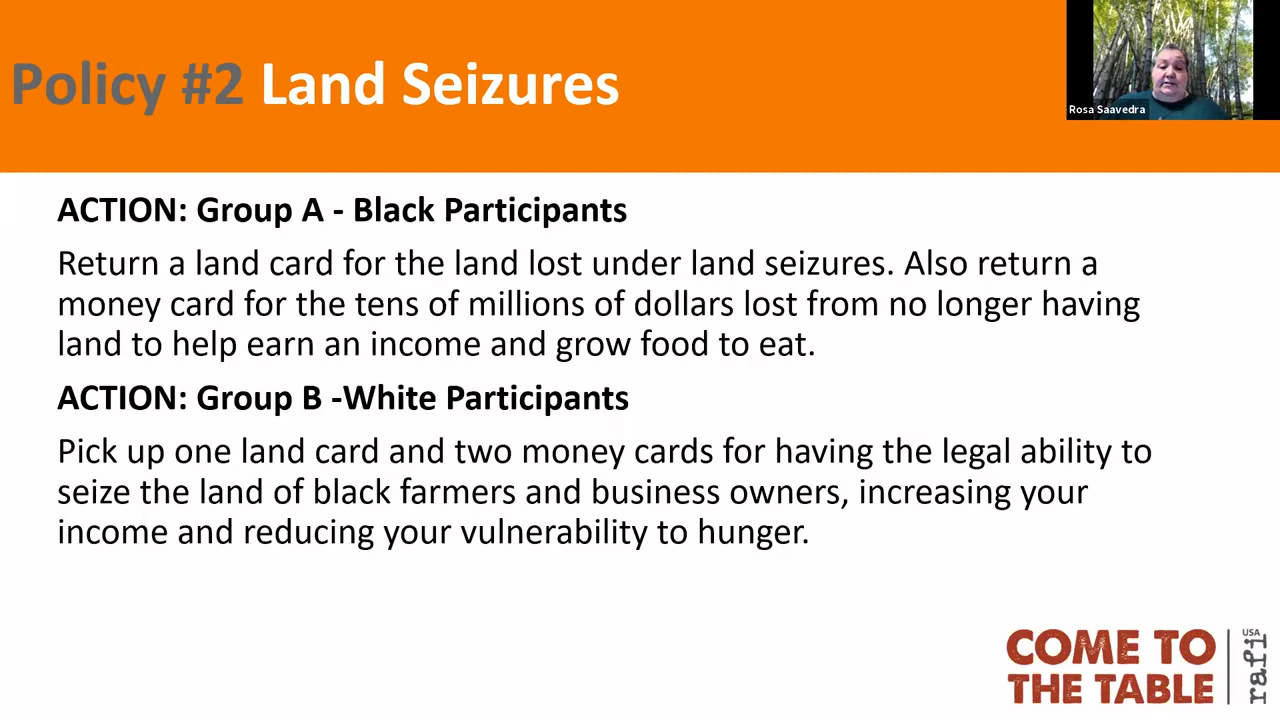 Policy #2 Land Seizures
Rosa Saavedra
ACTION: Group A - Black Participants
Return a land card for the land lost under land seizures. Also return a
money card for the tens of millions of dollars lost from no longer having
land to help earn an income and grow food to eat.
ACTION: Group B -White Participants
Pick up one land card and two money cards for having the legal ability to
seize the land of black farmers and business owners, increasing your
income and reducing your vulnerability to hunger.
COME TO
THE TABLE
rafi
USA